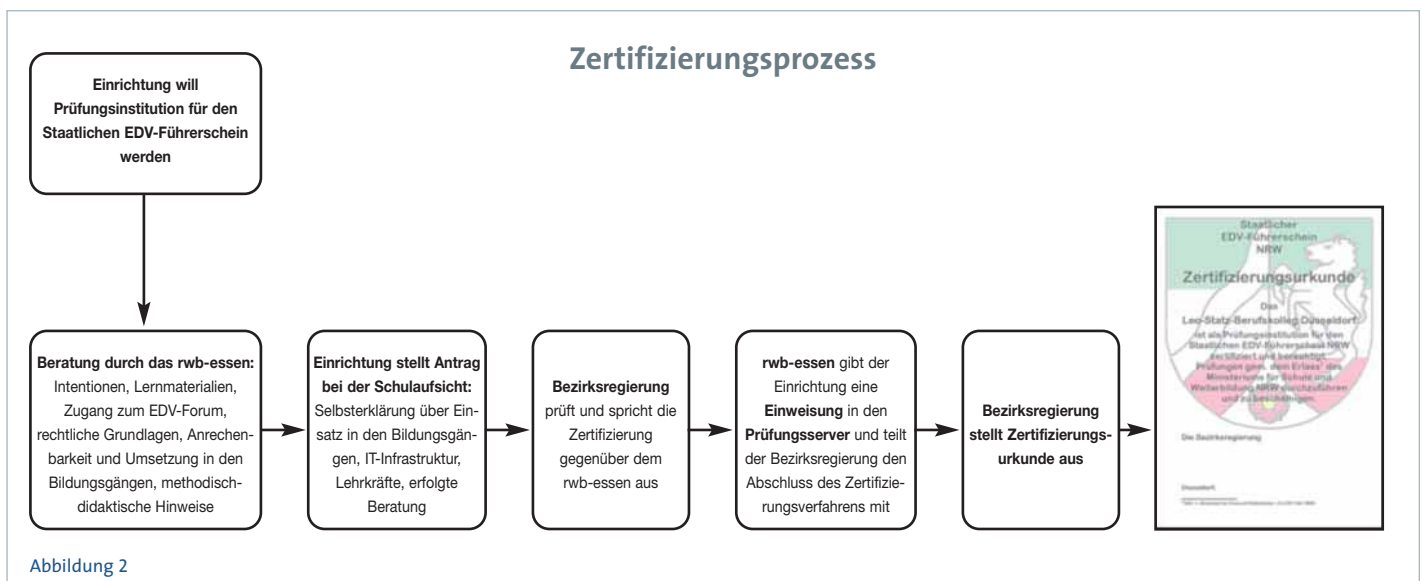 Zertifizierungsprozess
Einrichtung will
Prüfungsinstitution für den
Staatlichen EDV-Führerschein
werden
Beratung durch das rwb-essen:
Intentionen, Lernmaterialien,
Zugang zum EDV-Forum,
rechtliche Grundlagen, Anrechen-
barkeit und Umsetzung in den
Bildungsgängen, methodisch-
didaktische Hinweise
Einrichtung stellt Antrag
bei der Schulaufsicht:
Selbsterklärung über Ein-
satz in den Bildungsgän-
gen, IT-Infrastruktur,
Lehrkräfte, erfolgte
Beratung
Bezirksregierung
prüft und spricht die
Zertifizierung
gegenüber dem
rwb-essen aus
rwb-essen gibt der
Einrichtung eine
Einweisung in den
Prüfungsserver und teilt
der Bezirksregierung den
Abschluss des Zertifizie-
rungsverfahrens mit
Bezirksregierung
stellt Zertifizierungs-
urkunde aus
Staatlicher
EDV-Führerschein
NRW
Zertifizierungsurkunde
Das
Leo-Statz-Berufskolleg Düsseldorf
ist als Prüfungsinstitution für den
Staatlichen EDV-Führerschein NRW
zertifiziert und berechtigt,
Prüfungen gem. dem Erlass* des
Ministeriums für Schule und
Weiterbildung NRW durchzuführen
und zu bescheinigen.
Die Bezirksregierung
Düsseldorf,
Abbildung 2